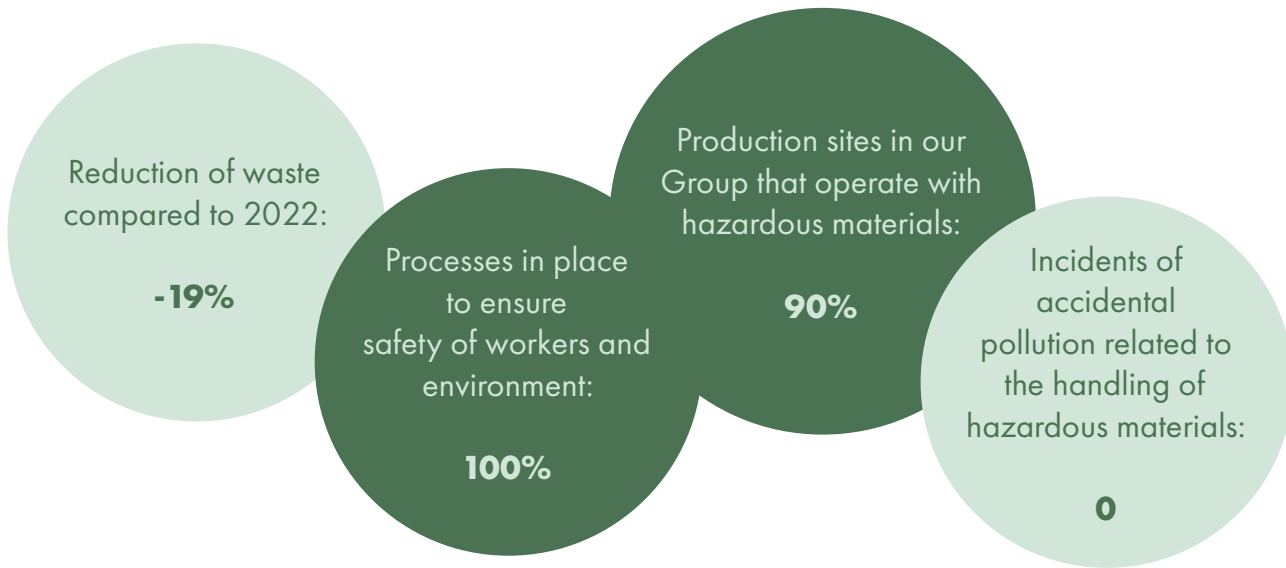 Reduction of waste
compared to 2022:
-19%
Processes in place
to ensure
safety of workers and
environment:
100%
Production sites in our
Group that operate with
hazardous materials:
90%
Incidents of
accidental
pollution related to
the handling of
hazardous materials:
0